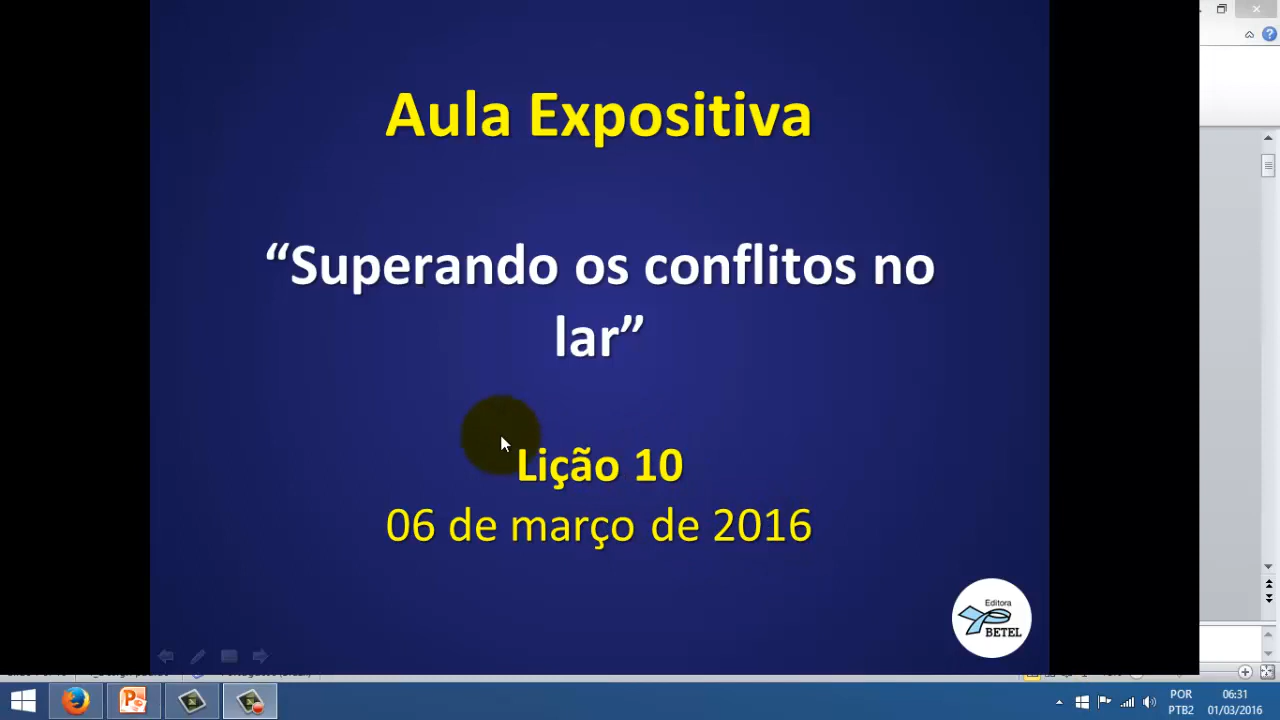 Aula Expositiva
“Superando os conflitos no
lar”
Lição 10
06 de março de 2016
Editora
BETEL
POR
PTB2
06:31
01/03/2016